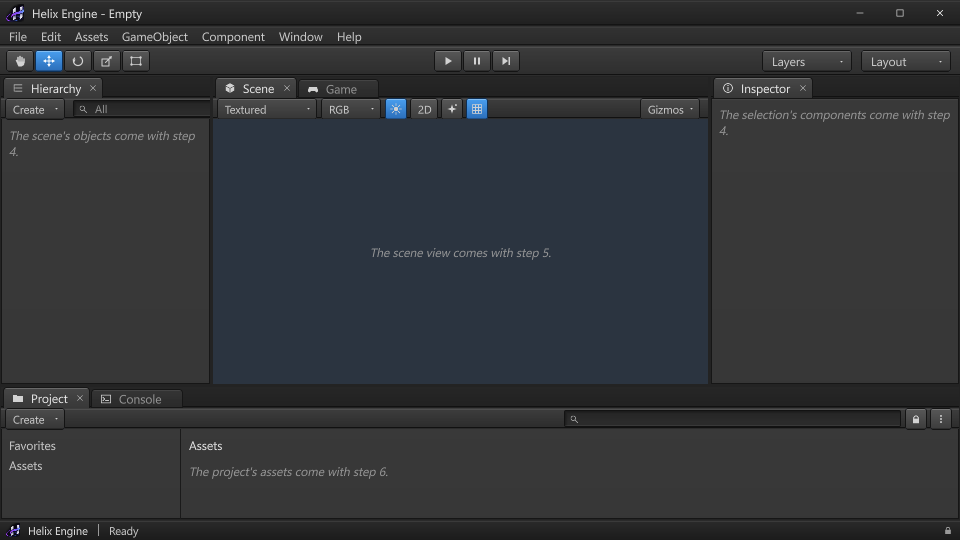 Helix Engine - Empty
File Edit Assets GameObject Component Window Help
Layers Layout
Hierarchy
Create All
The scene's objects come with step
4.
Scene Game
Textured RGB 2D Gizmos
The scene view comes with step 5.
Inspector
The selection's components come with step
4.
Project Console
Create
Favorites
Assets
Assets
The project's assets come with step 6.
Helix Engine Ready